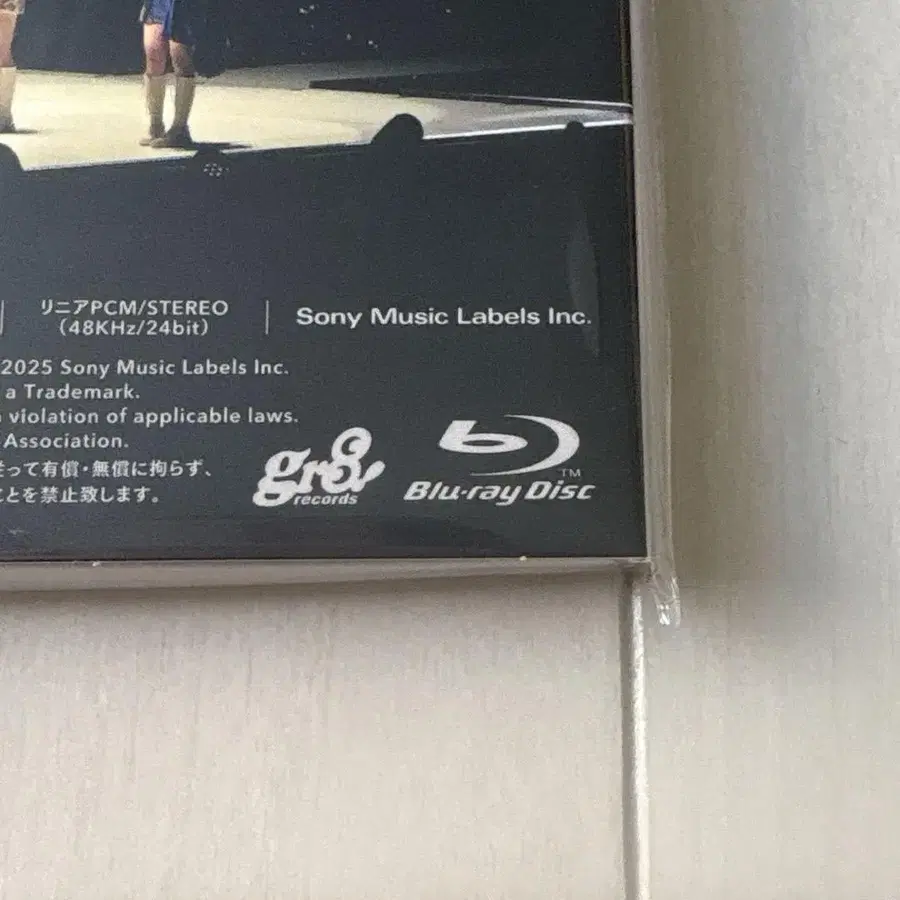 リニアPCM/STEREO
(48KHz/24bit)
Sony Music Labels Inc.
2025 Sony Music Labels Inc.
a Trademark.
violation of applicable laws.
Association.
って有償・無償に拘らず、
とを禁止致します。
gr8!
records
Blu-ray Disc
TM